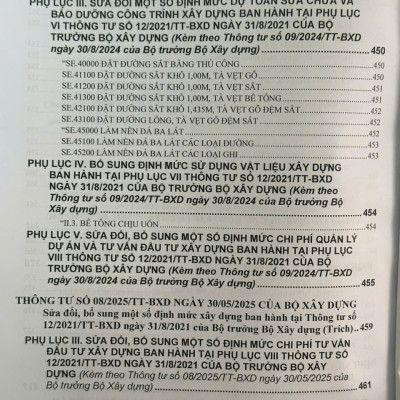 PHỤ LỤC III. SỬA ĐỔI MỘT SỐ ĐỊNH MỨC DỰ TOÁN SỬA CHỮA VÀ
BẢO DƯỠNG CÔNG TRÌNH XÂY DỰNG BAN HÀNH TẠI PHỤ LỤC
VI THÔNG TƯ SỐ 12/2021/TT-BXD NGÀY 31/8/2021 CỦA BỘ
TRƯỞNG BỘ XÂY DỰNG (Kèm theo Thông tư số 09/2024/TT-BXD
ngày 30/8/2024 của Bộ trưởng Bộ Xây dựng) 450
"SE.40000 ĐẶT ĐƯỜNG SẮT BẰNG THỦ CÔNG 451
SE.41100 ĐẶT ĐƯỜNG SẮT KHỔ 1,00M, TÀ VẸT GỖ 451
SE.41200 ĐẶT ĐƯỜNG SẮT KHỔ 1,00M, TÀ VẸT SẮT 451
SE.41300 ĐẶT ĐƯỜNG SẮT KHỔ 1,00M, TÀ VẸT BÊ TÔNG 451
SE.42100 ĐẶT ĐƯỜNG SẮT KHỔ 1,435M, TÀ VẸT GỖ ĐỆM SẮT 452
SE.43100 ĐẶT ĐƯỜNG LỒNG, TÀ VẸT GỖ ĐỆM SẮT 452
SE.45000 LÀM NỀN ĐÁ BA LÁT 452
SE.45100 LÀM NỀN ĐÁ BA LÁT CÁC LOẠI ĐƯỜNG 453
SE.45200 LÀM NỀN ĐÁ BA LÁT CÁC LOẠI GHI 453
PHỤ LỤC IV. BỔ SUNG ĐỊNH MỨC SỬ DỤNG VẬT LIỆU XÂY DỰNG
BAN HÀNH TẠI PHỤ LỤC VII THÔNG TƯ SỐ 12/2021/TT-BXD
NGÀY 31/8/2021 CỦA BỘ TRƯỞNG BỘ XÂY DỰNG (Kèm theo
Thông tư số 09/2024/TT-BXD ngày 30/8/2024 của Bộ trưởng Bộ
Xây dựng) 454
"II.3. BÊ TÔNG CHỊU UỐN 454
PHỤ LỤC V. SỬA ĐỔI, BỔ SUNG MỘT SỐ ĐỊNH MỨC CHI PHÍ QUẢN LÝ
DỰ ÁN VÀ TƯ VẤN ĐẦU TƯ XÂY DỰNG BAN HÀNH TẠI PHỤ LỤC
VIII THÔNG TƯ SỐ 12/2021/TT-BXD NGÀY 31/8/2021 CỦA BỘ
TRƯỞNG BỘ XÂY DỰNG (Kèm theo Thông tư số 09/2024/TT-BXD
ngày 30/8/2024 của Bộ trưởng Bộ Xây dựng) 455
THÔNG TƯ SỐ 08/2025/TT-BXD NGÀY 30/05/2025 CỦA BỘ XÂY DỰNG
Sửa đổi, bổ sung một số định mức xây dựng ban hành tại Thông tư số
12/2021/TT-BXD ngày 31/8/2021 của Bộ trưởng Bộ Xây dựng (Trích) 459
PHỤ LỤC III. SỬA ĐỔI, BỔ SUNG MỘT SỐ ĐỊNH MỨC CHI PHÍ TƯ VẤN
ĐẦU TƯ XÂY DỰNG BAN HÀNH TẠI PHỤ LỤC VIII THÔNG TƯ SỐ
12/2021/TT-BXD NGÀY 31/8/2021 CỦA BỘ TRƯỞNG BỘ XÂY
DỰNG (Kèm theo Thông tư số 08/2025/TT-BXD ngày 30/05/2025 của
Bộ trưởng Bộ Xây dựng) 461